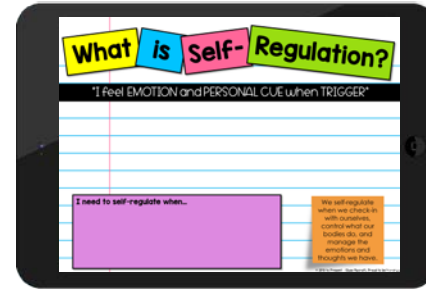 What is Self-Regulation?
"I feel EMOTION and PERSONAL CUE when TRIGGER"
I need to self-regulate when...
We self-regulate
when we check-in
with ourselves,
control what our
bodies do, and
manage the
emotions and
thoughts we have.